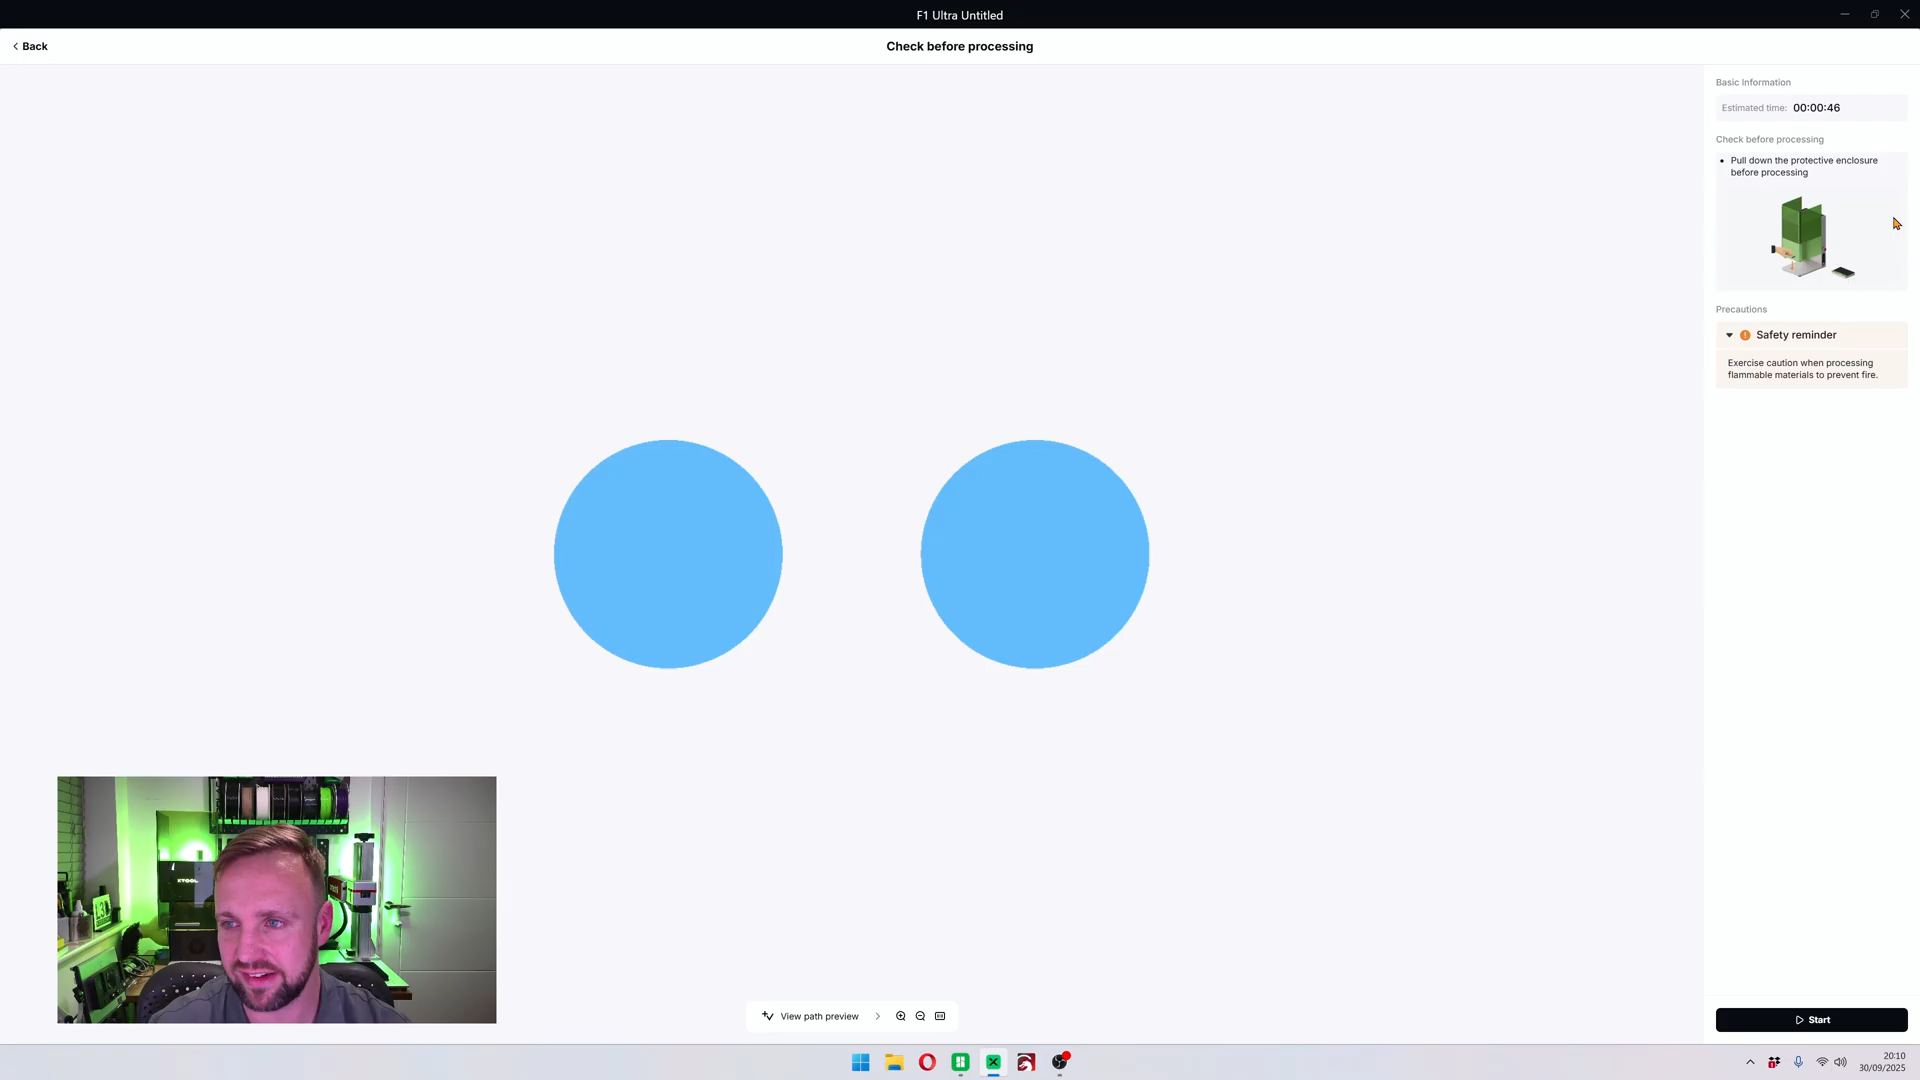 F1 Ultra Untitled
Back
Check before processing
Basic Information
Estimated time: 00:00:46
Check before processing
• Pull down the protective enclosure
before processing
Precautions
Safety reminder
Exercise caution when processing
flammable materials to prevent fire.
XTOOL
View path preview
Start
20:10
30/09/2025